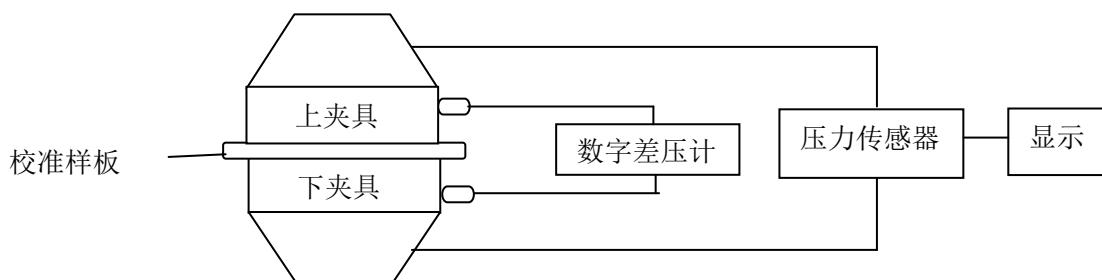 上夹具
校准样板
下夹具
数字差压计
压力传感器
显示